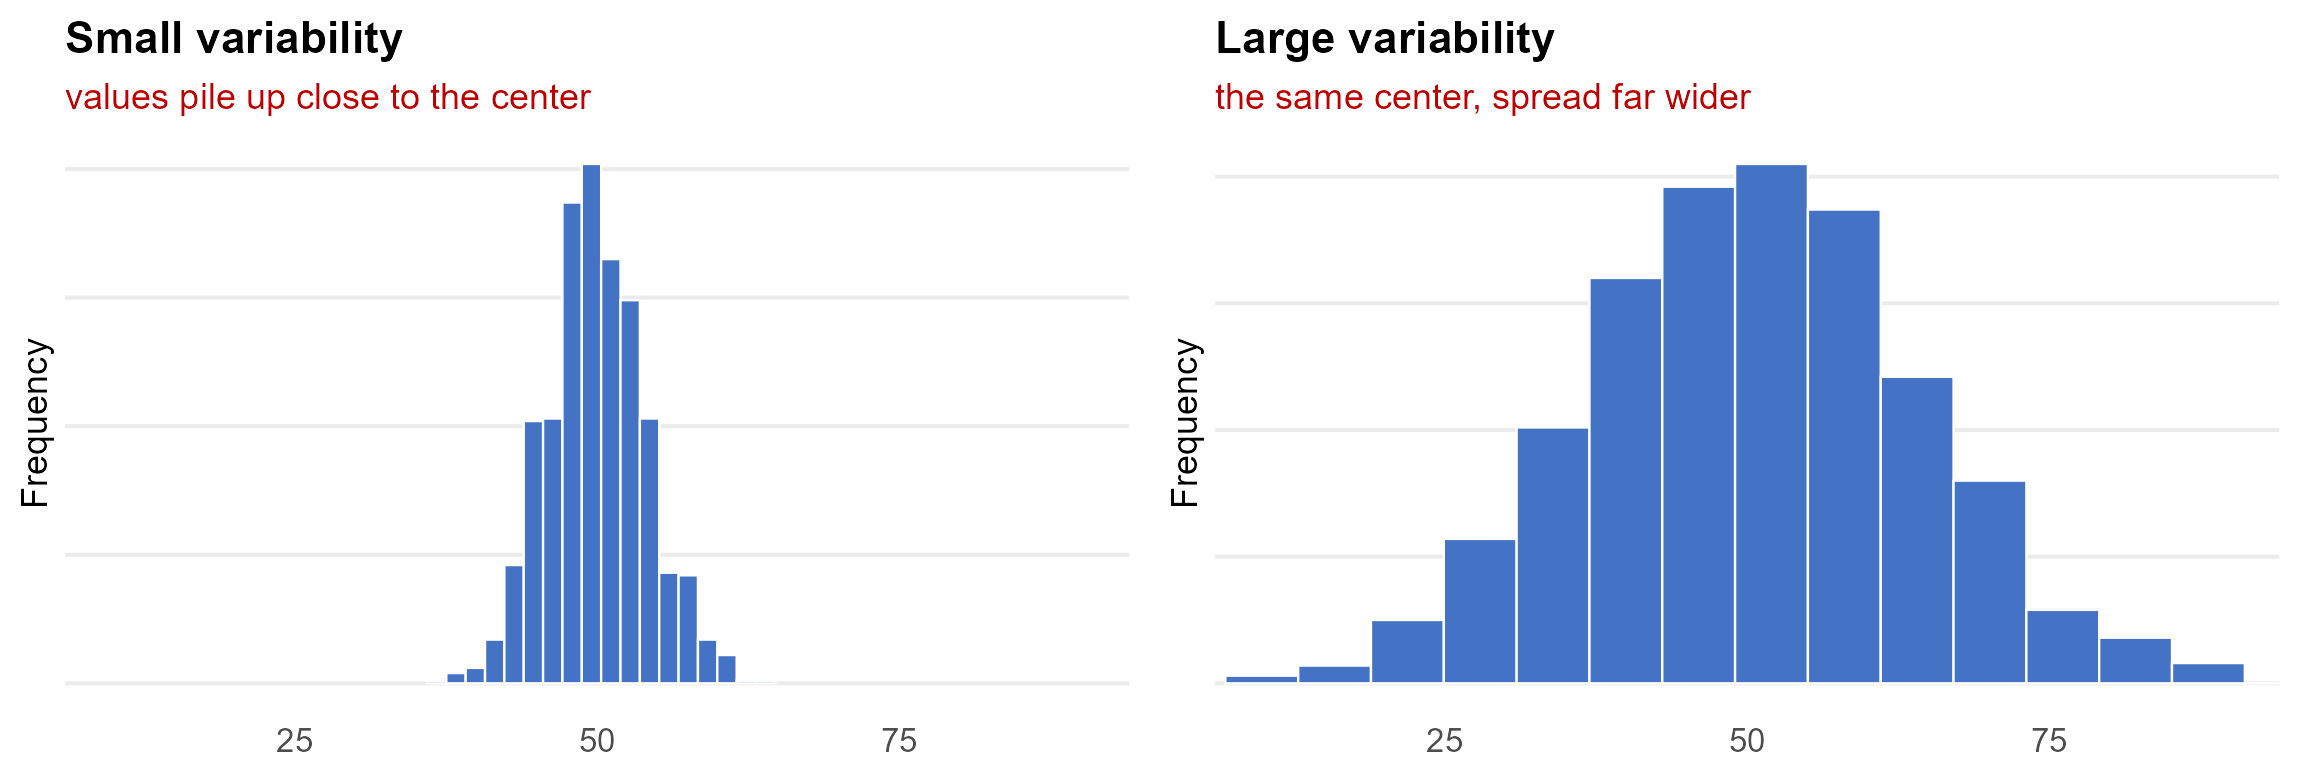 Small variability
values pile up close to the center
Frequency
25 50 75
Large variability
the same center, spread far wider
Frequency
25 50 75